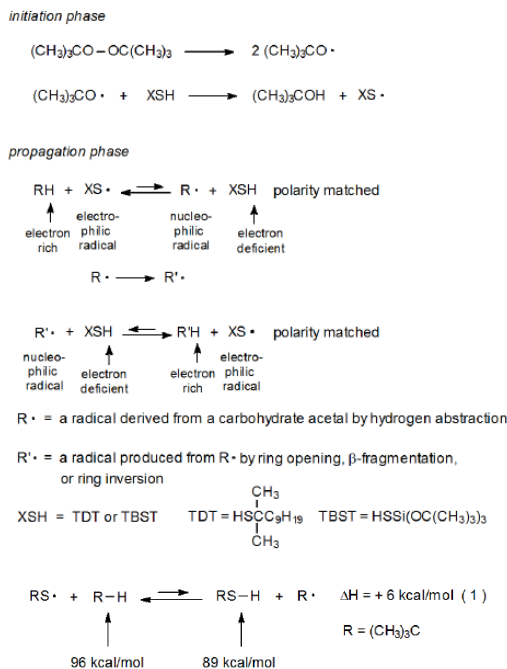 initiation phase
(CH3)3CO – OC(CH3)3 ⟶ 2 (CH3)3CO •
(CH3)3CO • + XSH ⟶ (CH3)3COH + XS •
propagation phase
RH + XS • ⇌ R • + XSH polarity matched
electron rich electro-philic radical nucleo-philic radical electron deficient
R • ⟶ R' •
R' • + XSH ⇌ R'H + XS • polarity matched
nucleo-philic radical electron deficient electron rich electro-philic radical
R • = a radical derived from a carbohydrate acetal by hydrogen abstraction
R' • = a radical produced from R • by ring opening, β-fragmentation,
or ring inversion
CH3
XSH = TDT or TBST TDT = HSCC9H19 TBST = HSSi(OC(CH3)3)3
CH3
RS • + R – H ⇌ RS – H + R • ΔH = + 6 kcal/mol ( 1 )
R = (CH3)3C
96 kcal/mol 89 kcal/mol